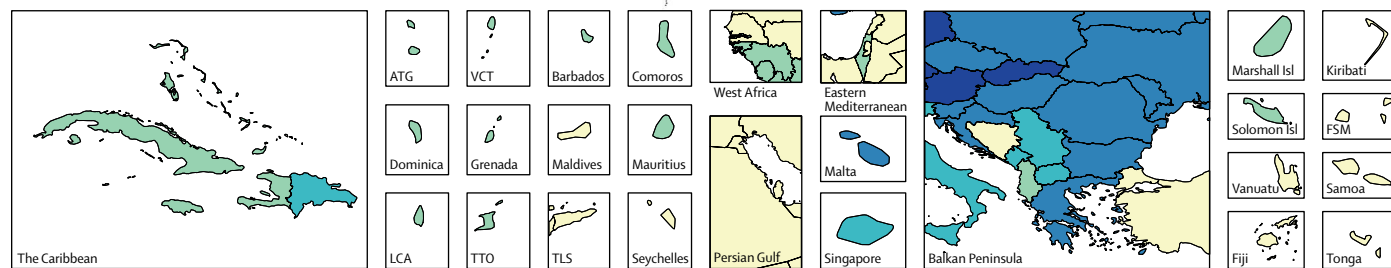 ATG
VCT
Barbados
Comoros
West Africa
Eastern
Mediterranean
Marshall Isl
Kiribati
Dominica
Grenada
Maldives
Mauritius
Malta
Solomon Isl
FSM
Vanuatu
Samoa
The Caribbean
LCA
TTO
TLS
Seychelles
Persian Gulf
Singapore
Balkan Peninsula
Fiji
Tonga